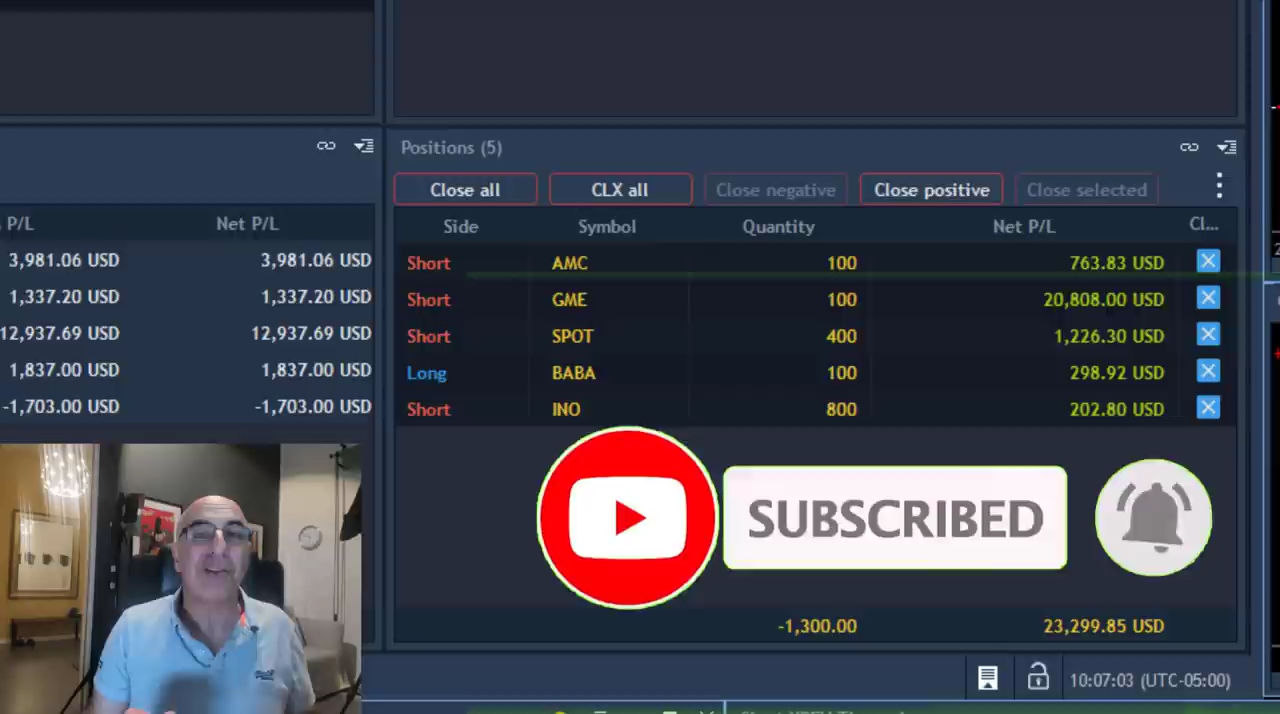 Positions (5)
Close all CLX all Close negative Close positive Close selected
P/L Net P/L
Side Symbol Quantity Net P/L Cl...
3,981.06 USD 3,981.06 USD
Short AMC 100 763.83 USD
1,337.20 USD 1,337.20 USD
Short GME 100 20,808.00 USD
12,937.69 USD 12,937.69 USD
Short SPOT 400 1,226.30 USD
1,837.00 USD 1,837.00 USD
Long BABA 100 298.92 USD
-1,703.00 USD -1,703.00 USD
Short INO 800 202.80 USD
SUBSCRIBED
-1,300.00 23,299.85 USD
10:07:03 (UTC-05:00)